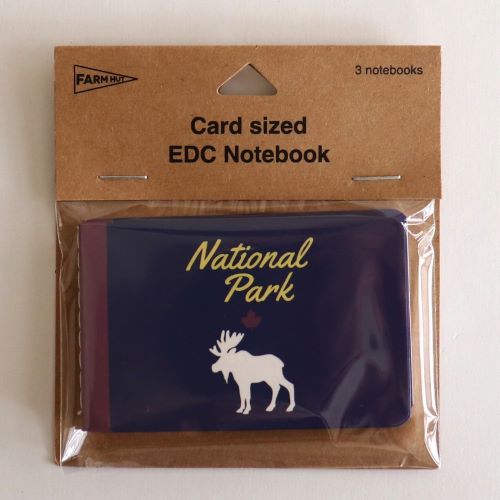 FARM HUT
3 notebooks
Card sized
EDC Notebook
National
Park